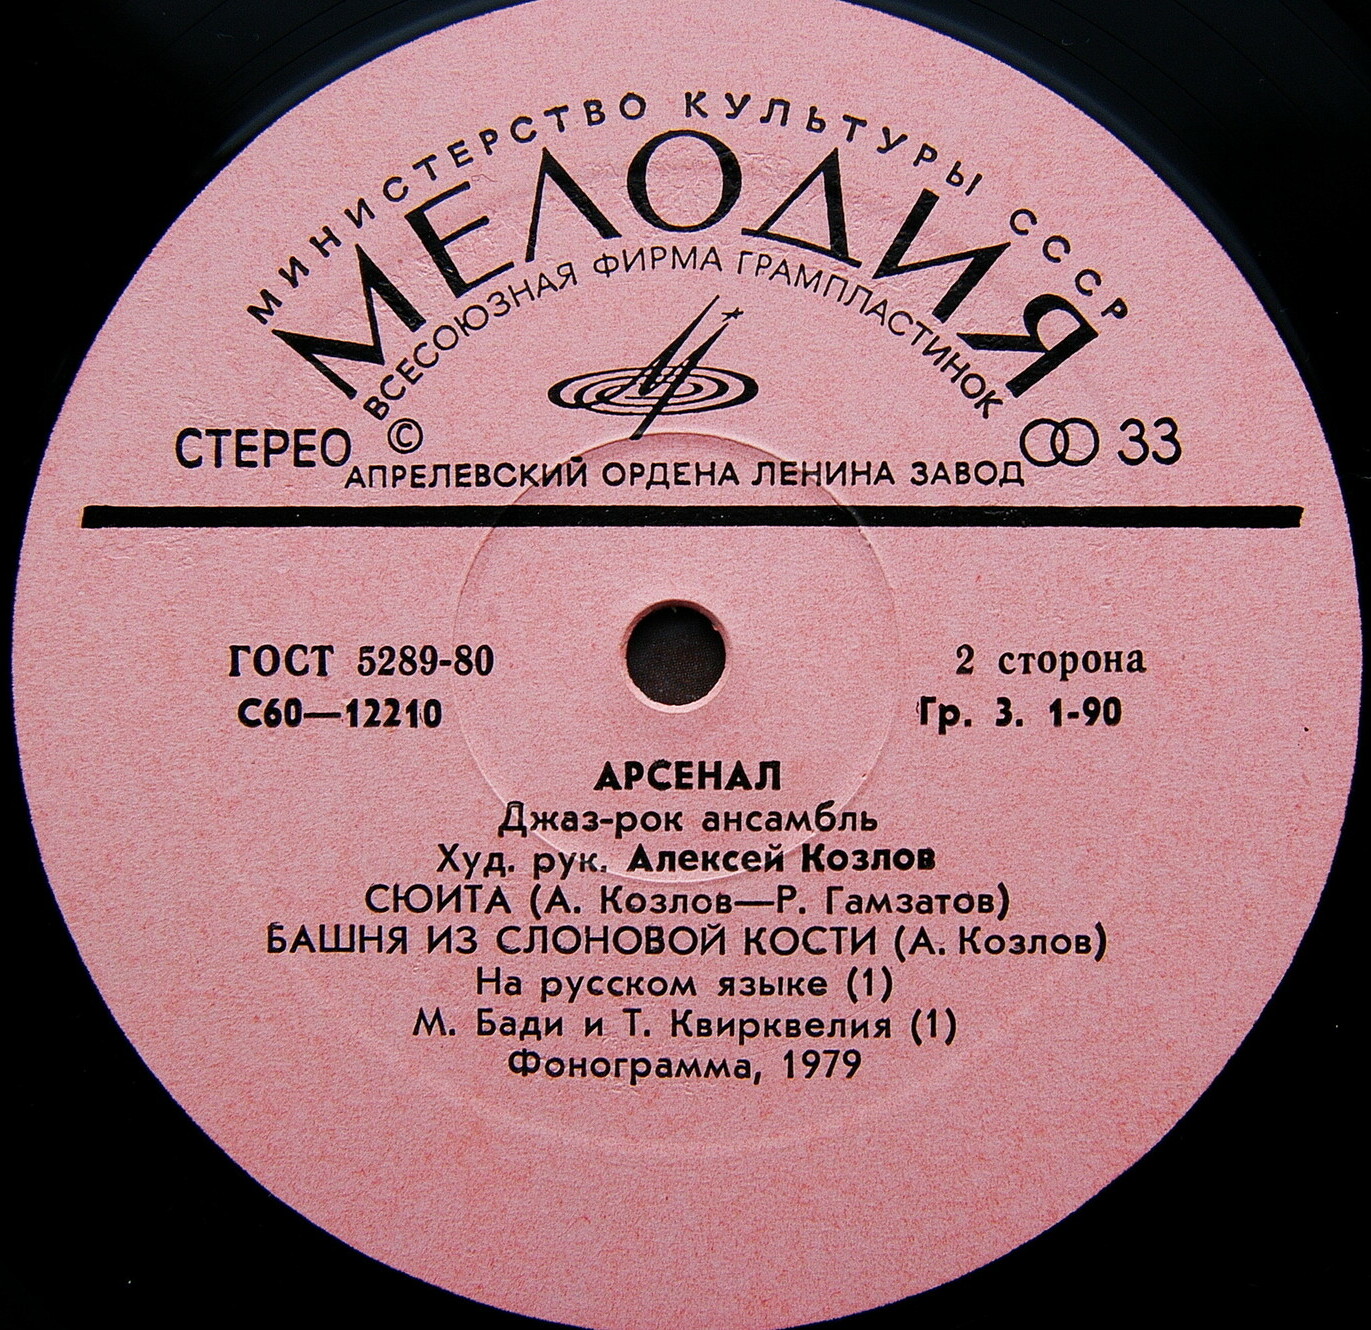 МИНИСТЕРСТВО КУЛЬТУРЫ СССР
МЕЛОДИЯ
ВСЕСОЮЗНАЯ ФИРМА ГРАМПЛАСТИНОК
СТЕРЕО © 33
АПРЕЛЕВСКИЙ ОРДЕНА ЛЕНИНА ЗАВОД
ГОСТ 5289-80 2 сторона
С60—12210 Гр. 3. 1-90
АРСЕНАЛ
Джаз-рок ансамбль
Худ. рук. Алексей Козлов
СЮИТА (А. Козлов—Р. Гамзатов)
БАШНЯ ИЗ СЛОНОВОЙ КОСТИ (А. Козлов)
На русском языке (1)
М. Бади и Т. Квирквелия (1)
Фонограмма, 1979